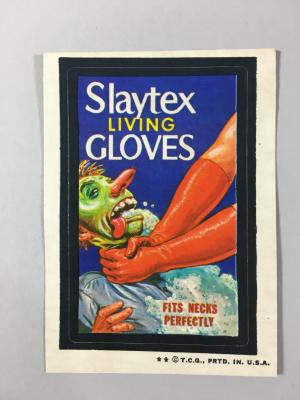 Slaytex
LIVING
GLOVES
FITS NECKS
PERFECTLY
** © T.C.G., PRTD. IN. U.S.A.